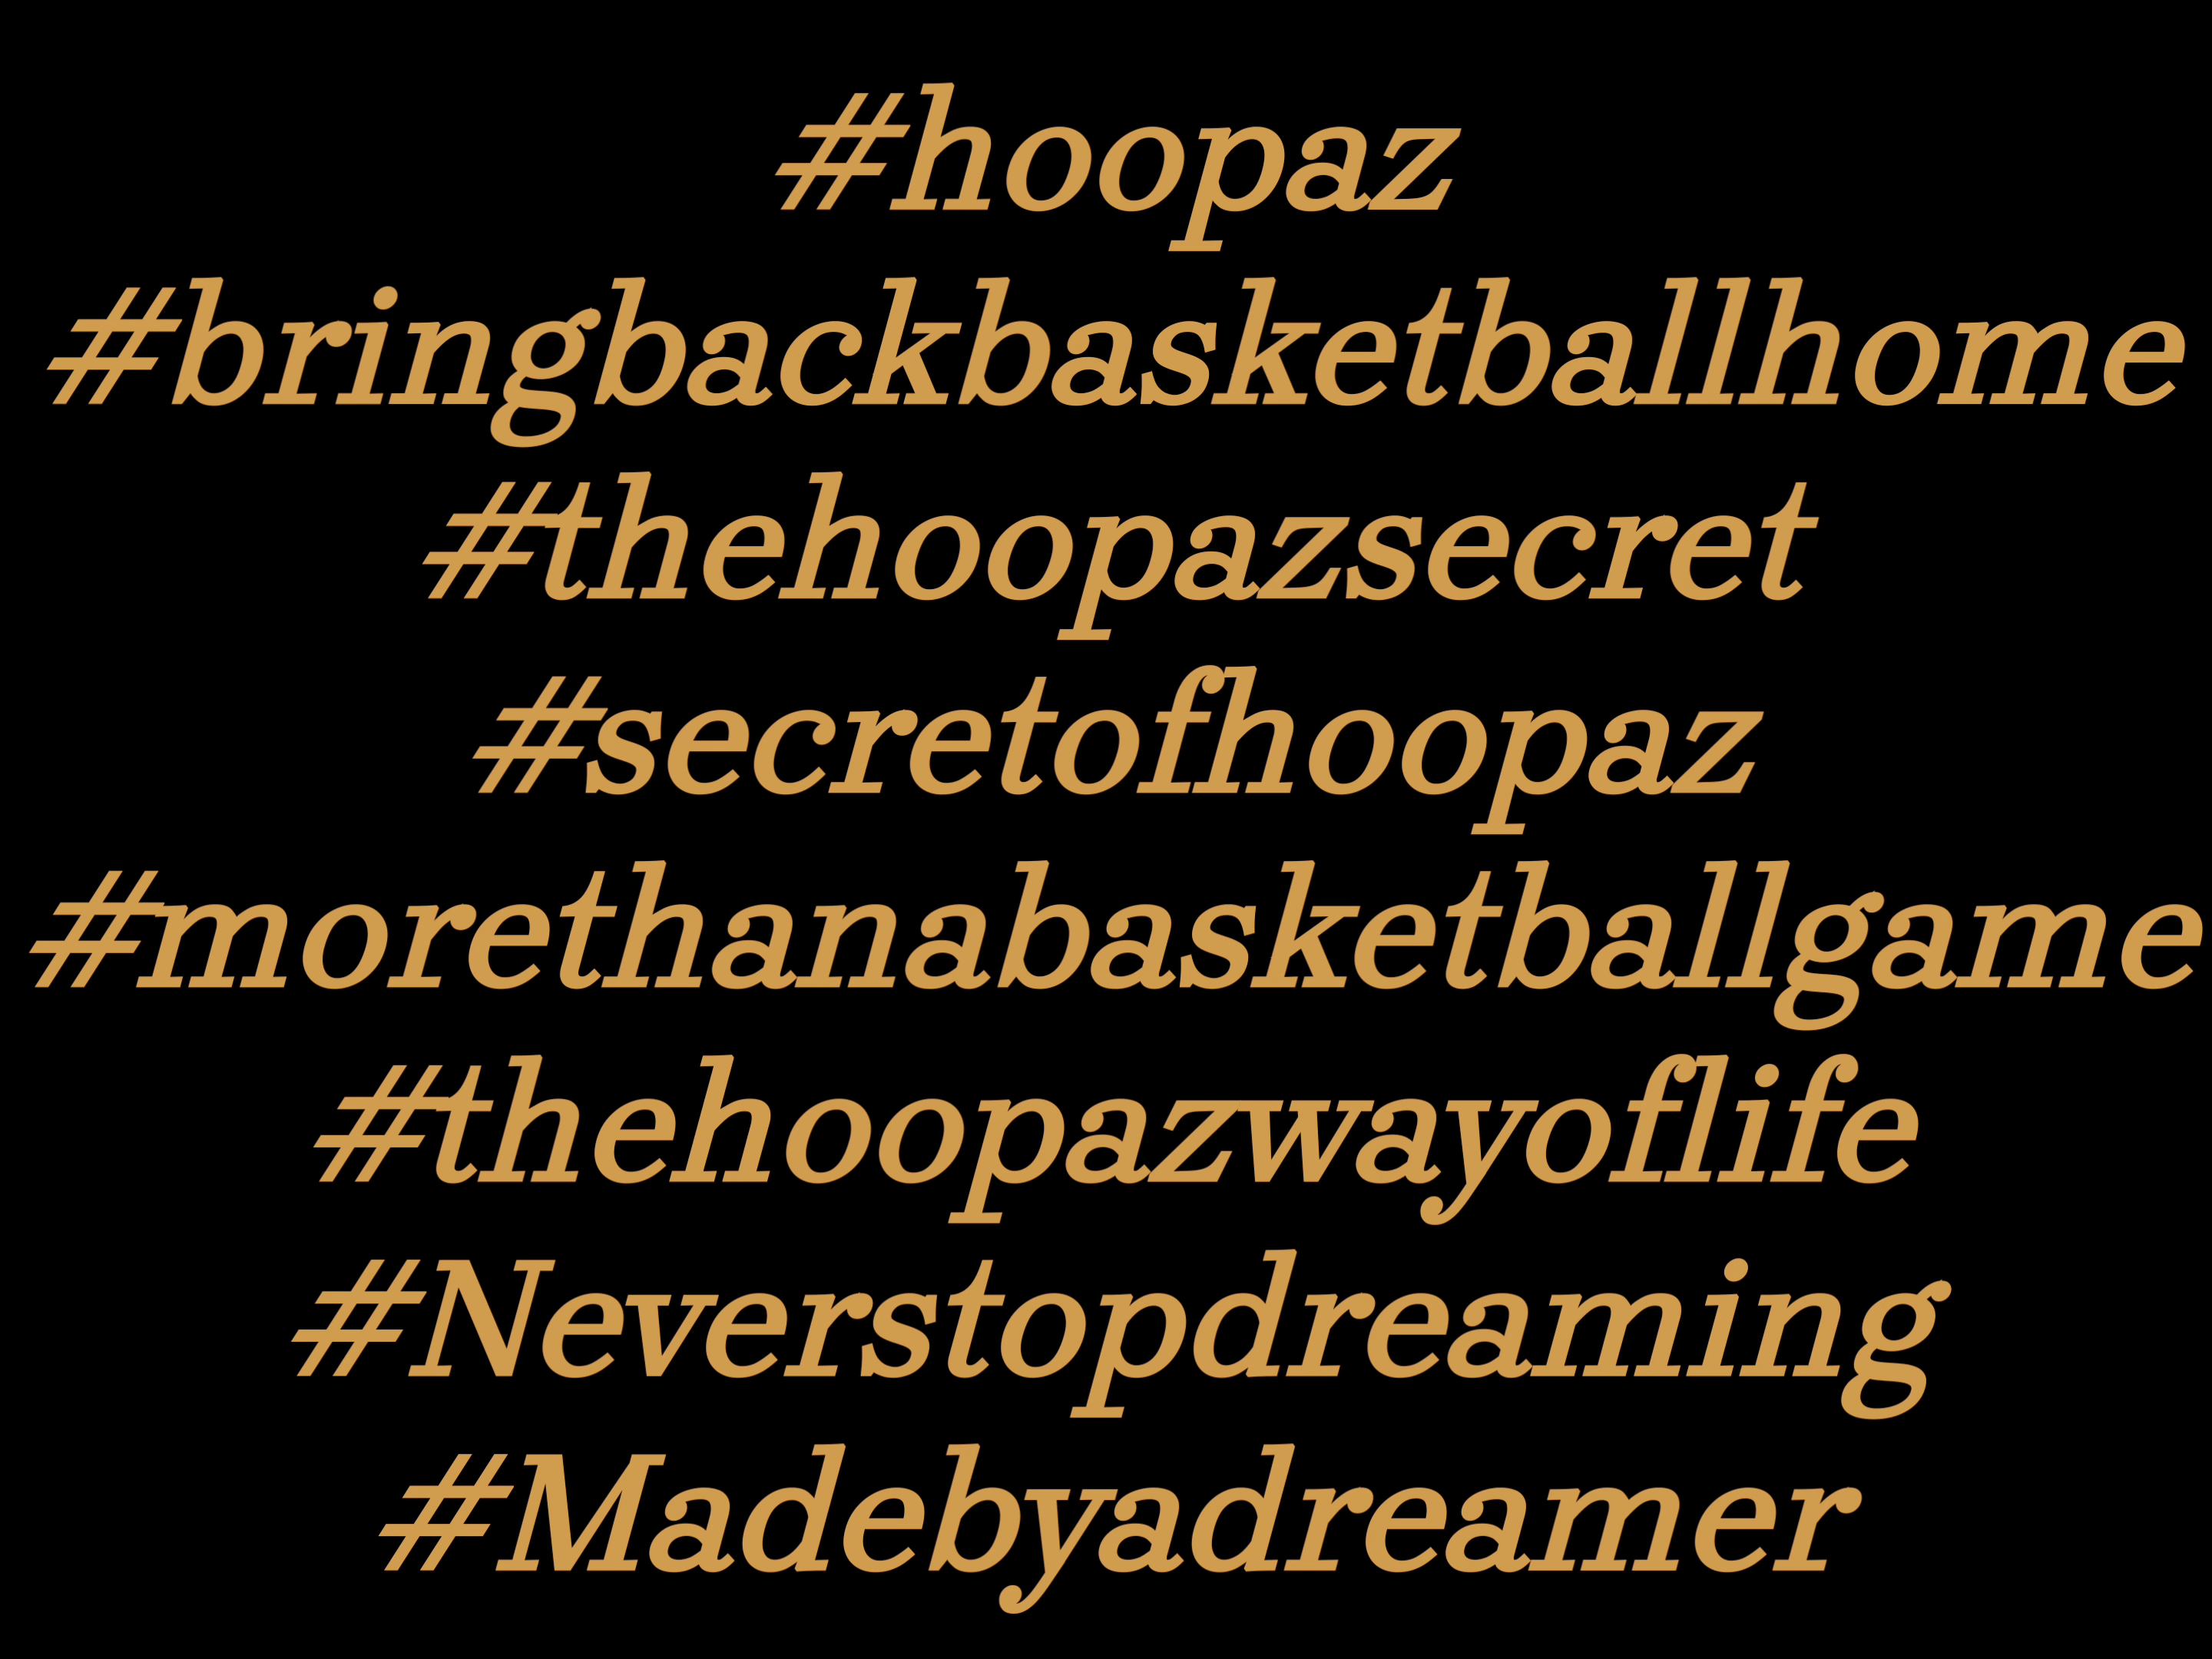 #hoopaz
#bringbackbasketballhome
#thehoopazsecret
#secretofhoopaz
#morethanabasketballgame
#thehoopazwayoflife
#Neverstopdreaming
#Madebyadreamer